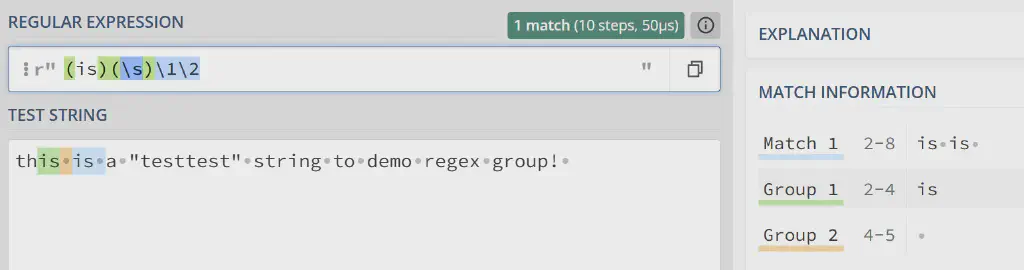 REGULAR EXPRESSION
1 match (10 steps, 50µs)
r" (is)(\s)\1\2 "
TEST STRING
this·is·a·"testtest"·string·to·demo·regex·group!·
EXPLANATION
MATCH INFORMATION
Match 1 2-8 is·is·
Group 1 2-4 is
Group 2 4-5 ·